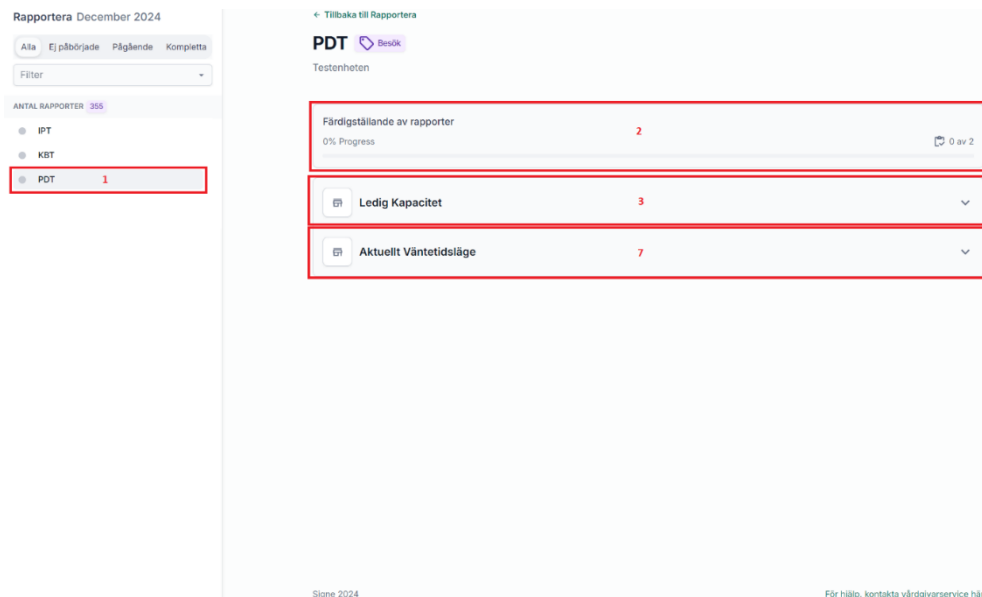 Rapportera December 2024
Alla Ej påbörjade Pågående Kompletta
Filter
ANTAL RAPPORTER 355
IPT
KBT
PDT 1
← Tillbaka till Rapportera
PDT Besök
Testenheten
Färdigställande av rapporter
2
0% Progress 0 av 2
Ledig Kapacitet 3
Aktuellt Väntetidsläge 7
Signe 2024 För hjälp, kontakta vårdgivarservice här